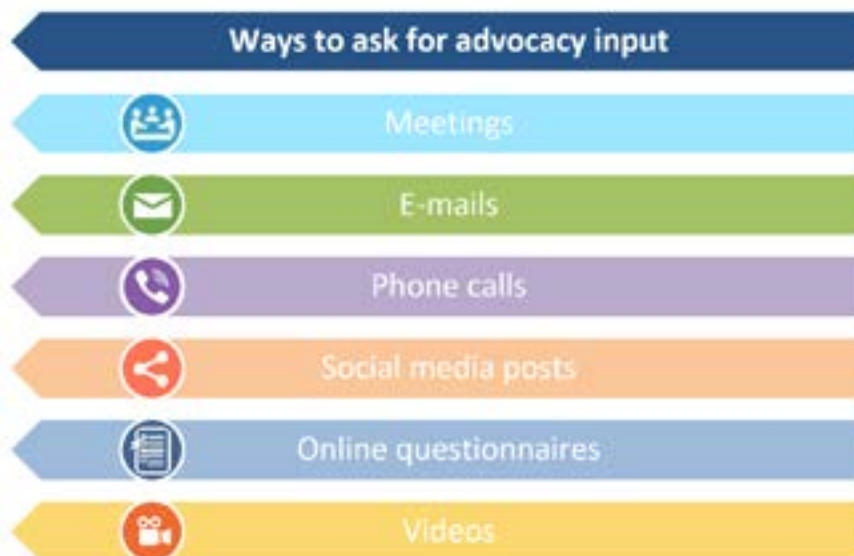 Ways to ask for advocacy input
Meetings
E-mails
Phone calls
Social media posts
Online questionnaires
Videos